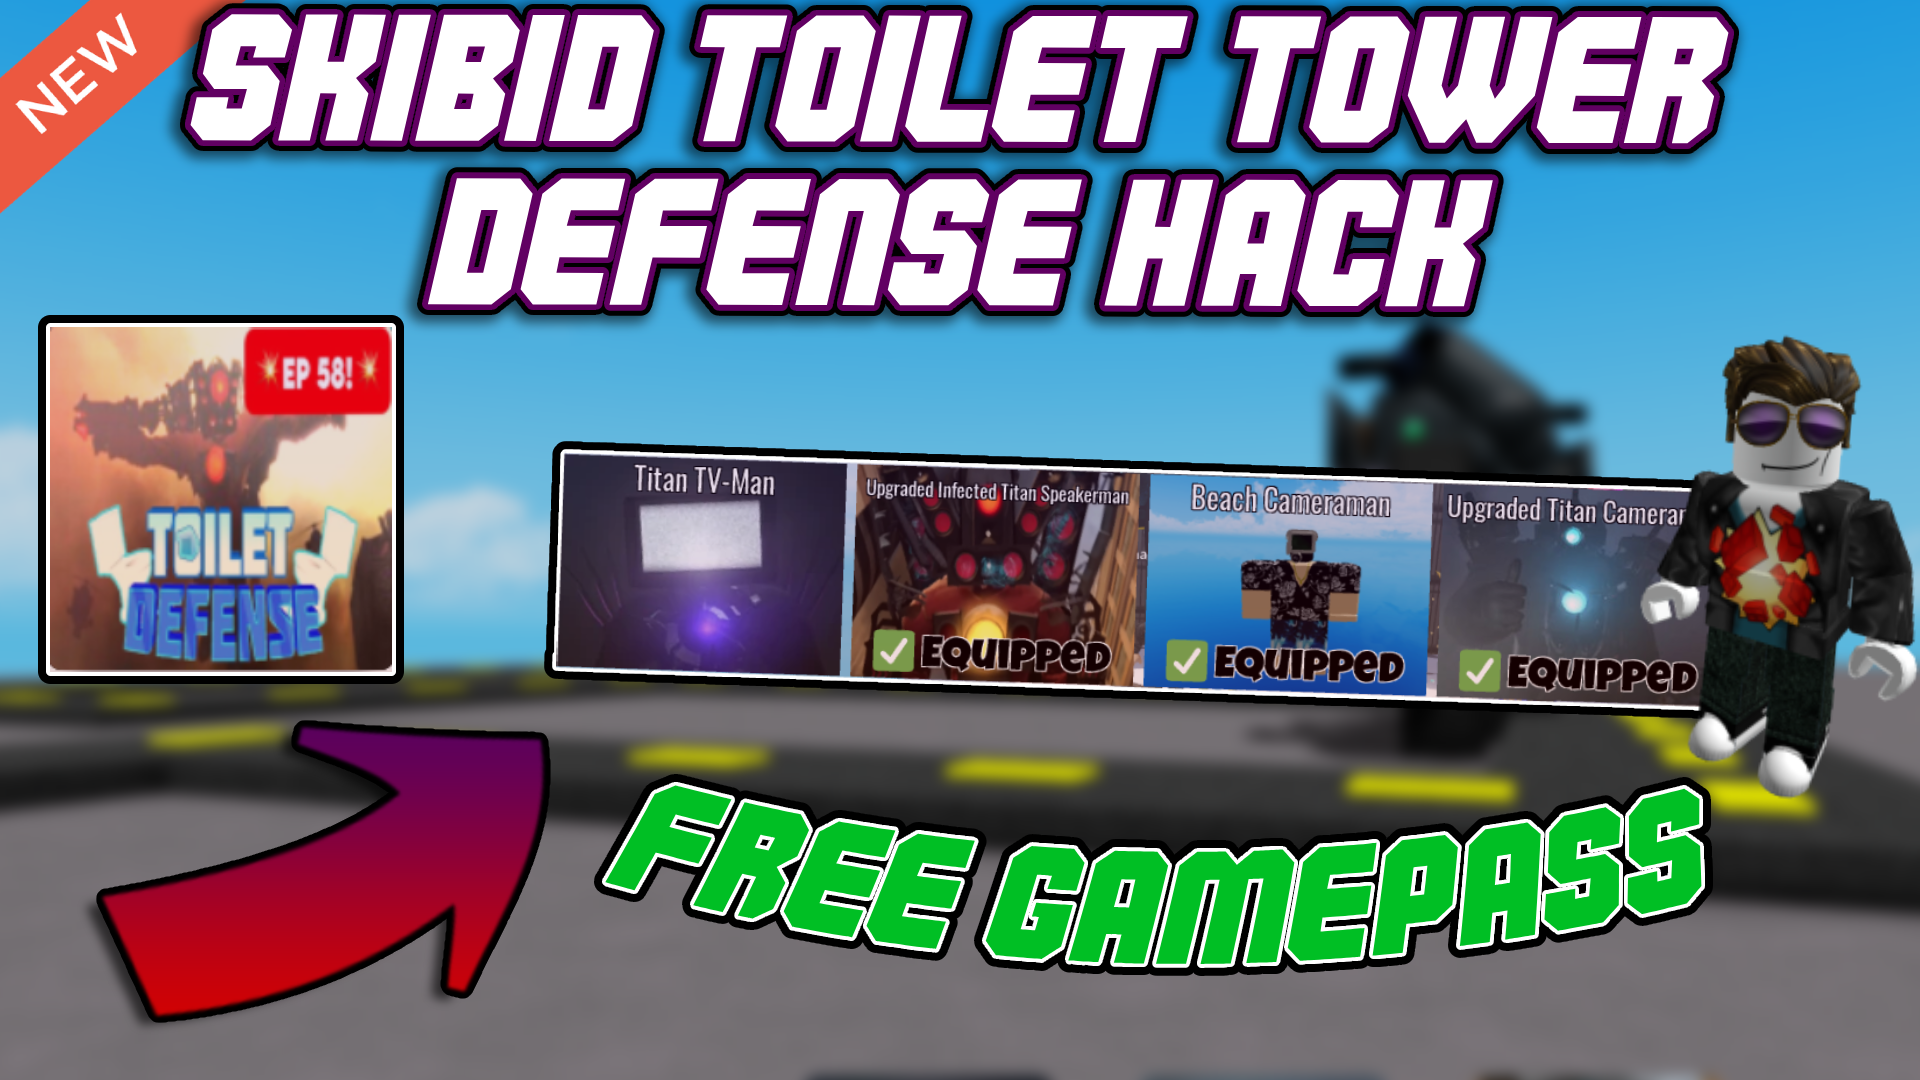 NEW
SKIBID TOILET TOWER
DEFENSE HACK
EP 58!
TOILET
DEFENSE
Titan TV-Man
Upgraded Infected Titan Speakerman
EQUIPPED
Beach Cameraman
EQUIPPED
Upgraded Titan Camerar
EQUIPPED
FREE GAMEPASS